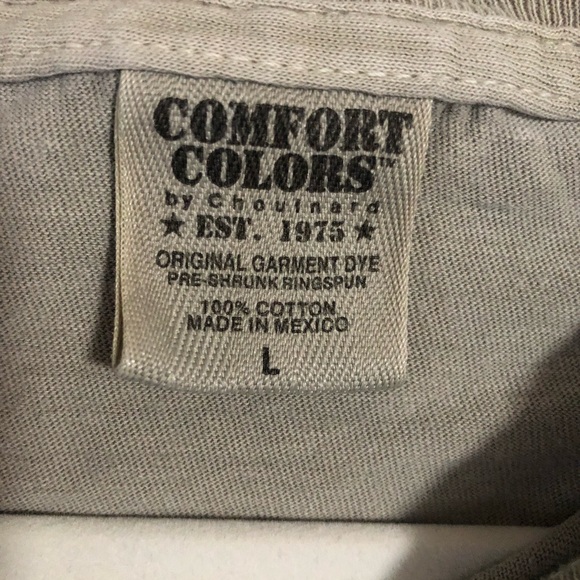 COMFORT
COLORS™
by Chouinard
★ EST. 1975 ★
ORIGINAL GARMENT DYE
PRE-SHRUNK RINGSPUN
100% COTTON
MADE IN MEXICO
L